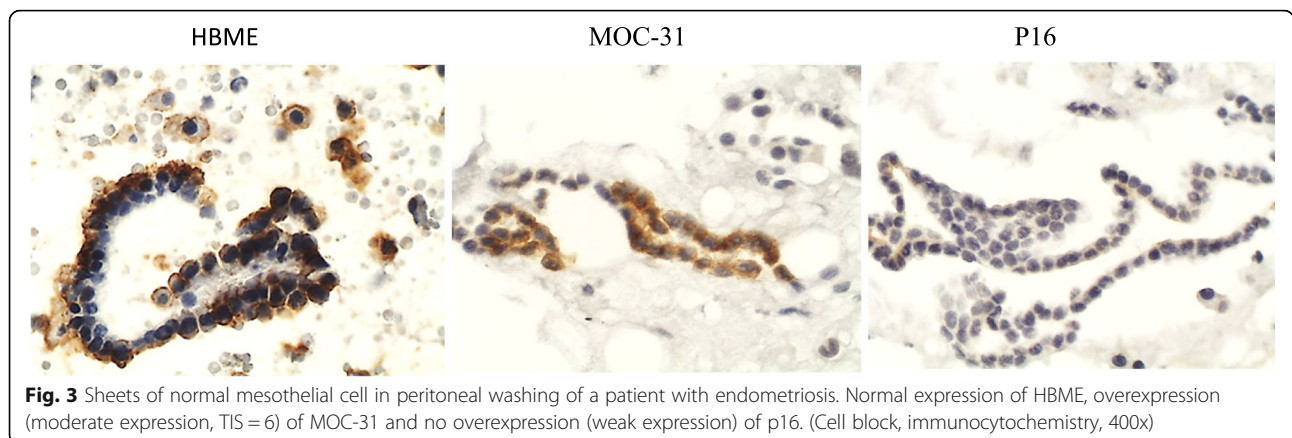 HBME MOC-31 P16
Fig. 3 Sheets of normal mesothelial cell in peritoneal washing of a patient with endometriosis. Normal expression of HBME, overexpression
(moderate expression, TIS = 6) of MOC-31 and no overexpression (weak expression) of p16. (Cell block, immunocytochemistry, 400x)